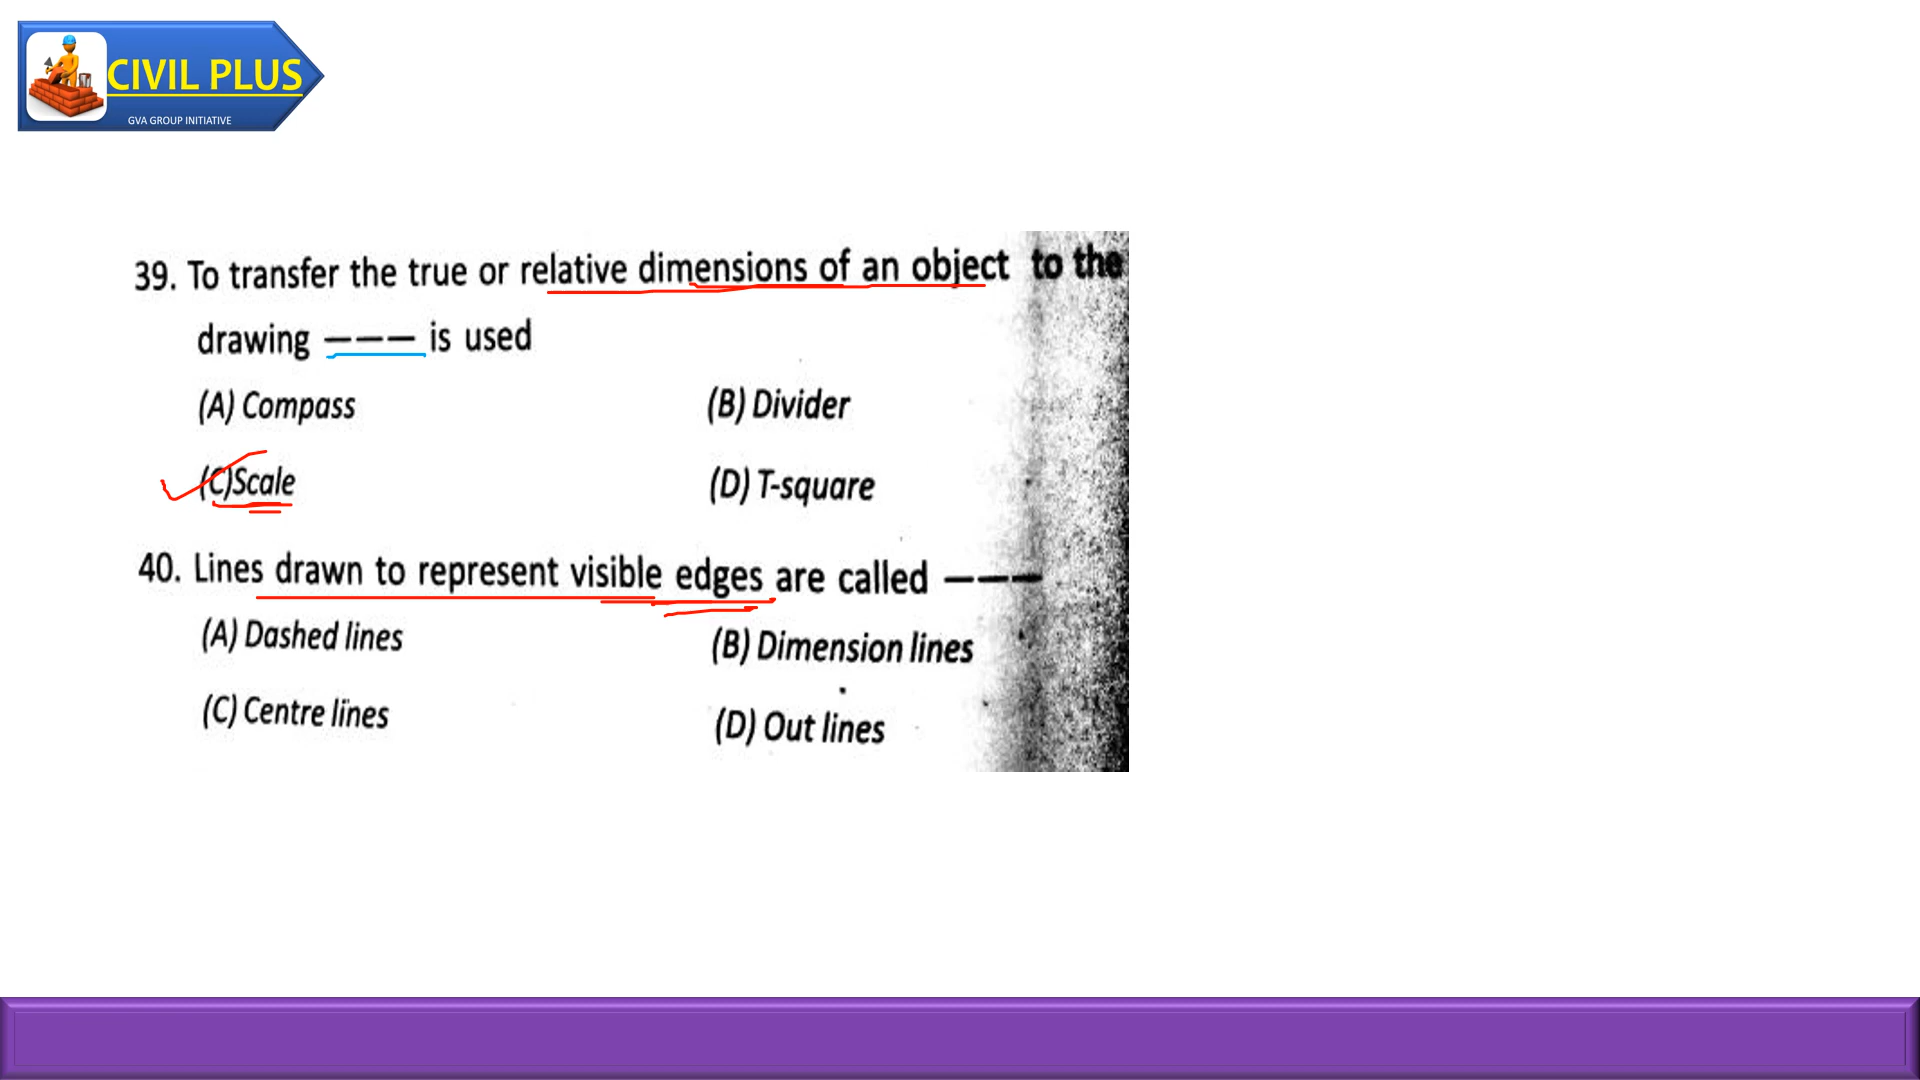 CIVIL PLUS
GVA GROUP INITIATIVE
39. To transfer the true or relative dimensions of an object to the
drawing ––– is used
(A) Compass (B) Divider
(C)Scale (D) T-square
40. Lines drawn to represent visible edges are called –––
(A) Dashed lines (B) Dimension lines
(C) Centre lines (D) Out lines